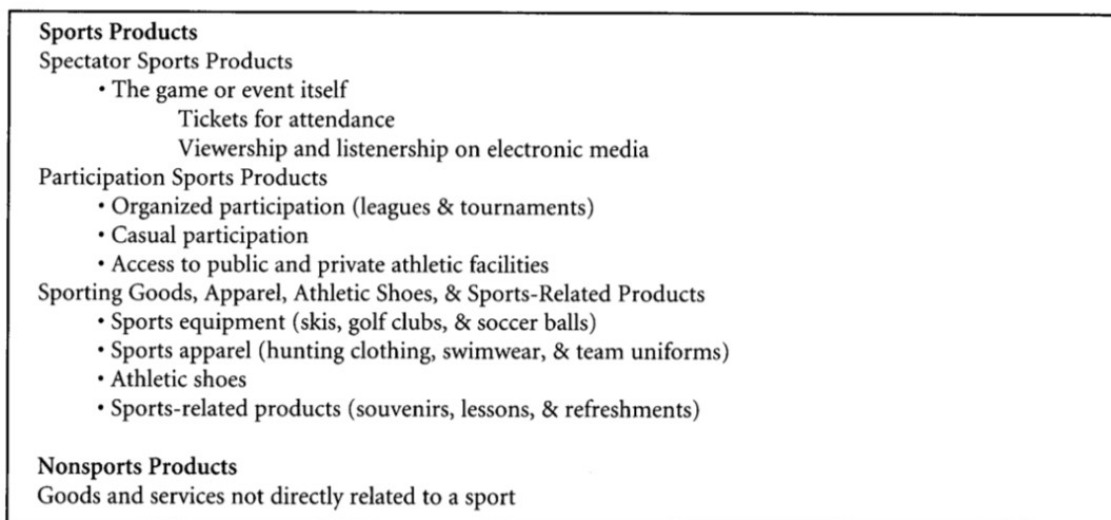 Sports Products
Spectator Sports Products
• The game or event itself
Tickets for attendance
Viewership and listenership on electronic media
Participation Sports Products
• Organized participation (leagues & tournaments)
• Casual participation
• Access to public and private athletic facilities
Sporting Goods, Apparel, Athletic Shoes, & Sports-Related Products
• Sports equipment (skis, golf clubs, & soccer balls)
• Sports apparel (hunting clothing, swimwear, & team uniforms)
• Athletic shoes
• Sports-related products (souvenirs, lessons, & refreshments)
Nonsports Products
Goods and services not directly related to a sport